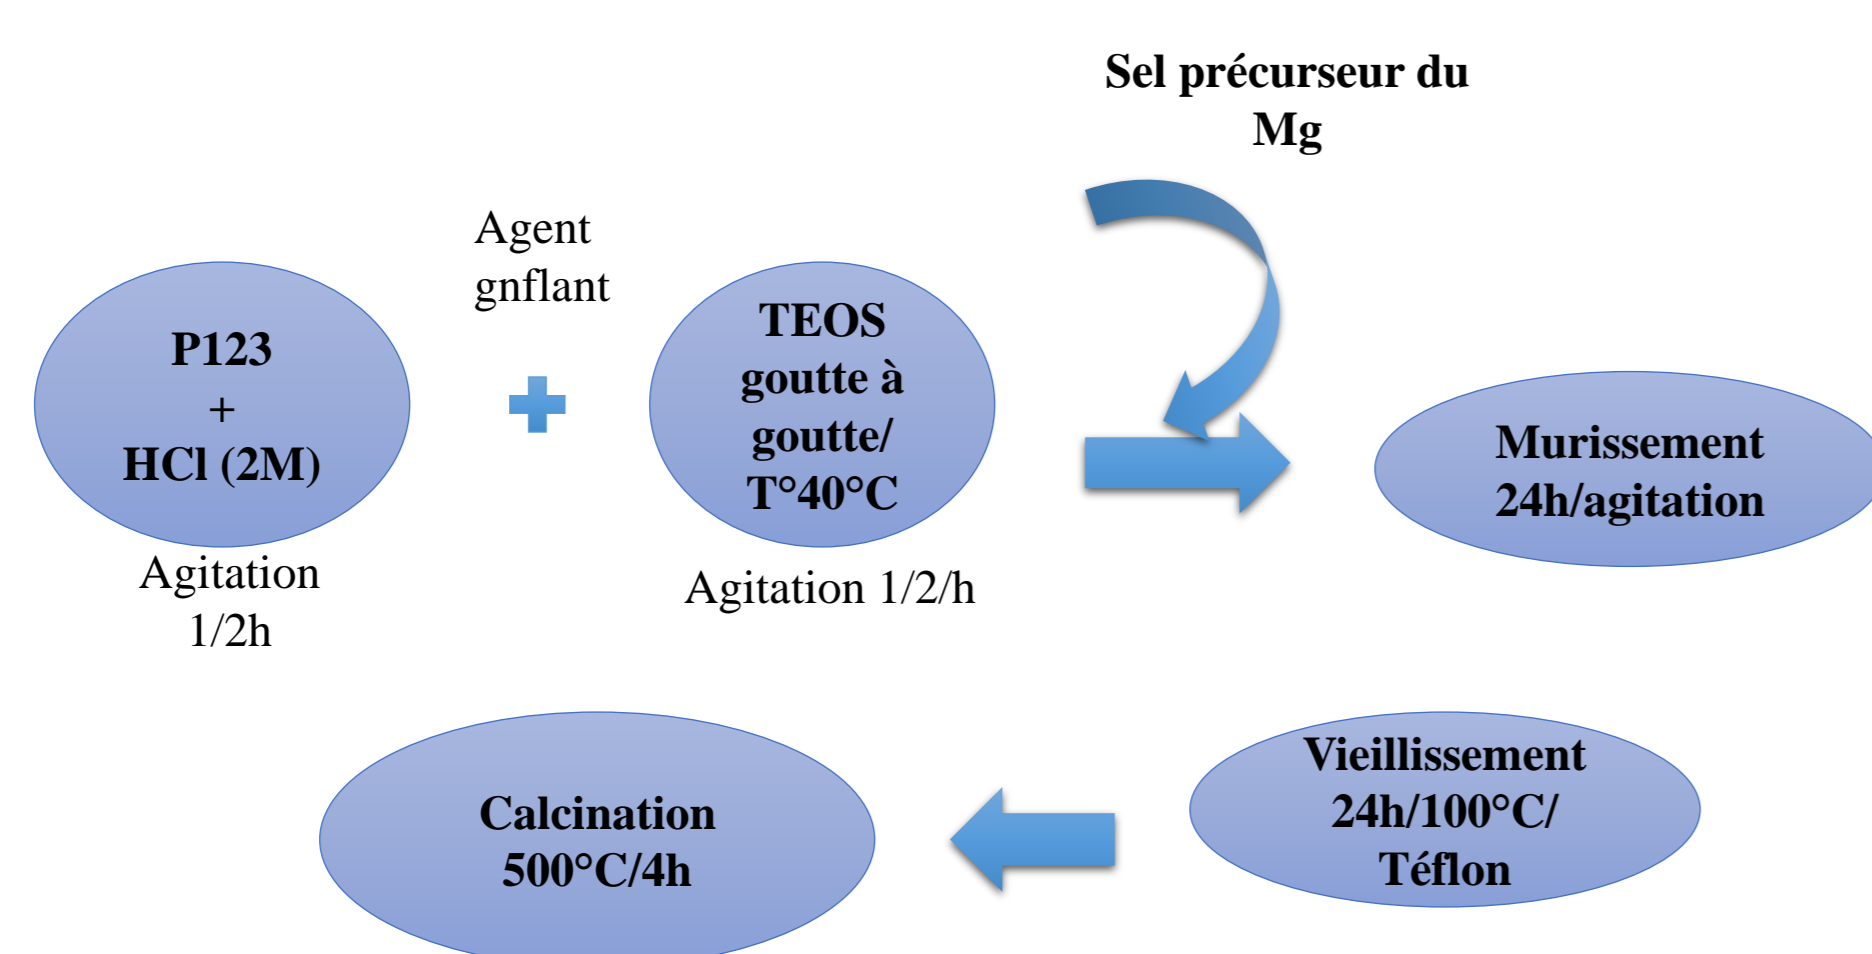 Sel précurseur du
Mg
Agent
gnflant
P123
+
HCl (2M)
Agitation
1/2h
TEOS
goutte à
goutte/
T°40°C
Agitation 1/2/h
Murissement
24h/agitation
Vieillissement
24h/100°C/
Téflon
Calcination
500°C/4h